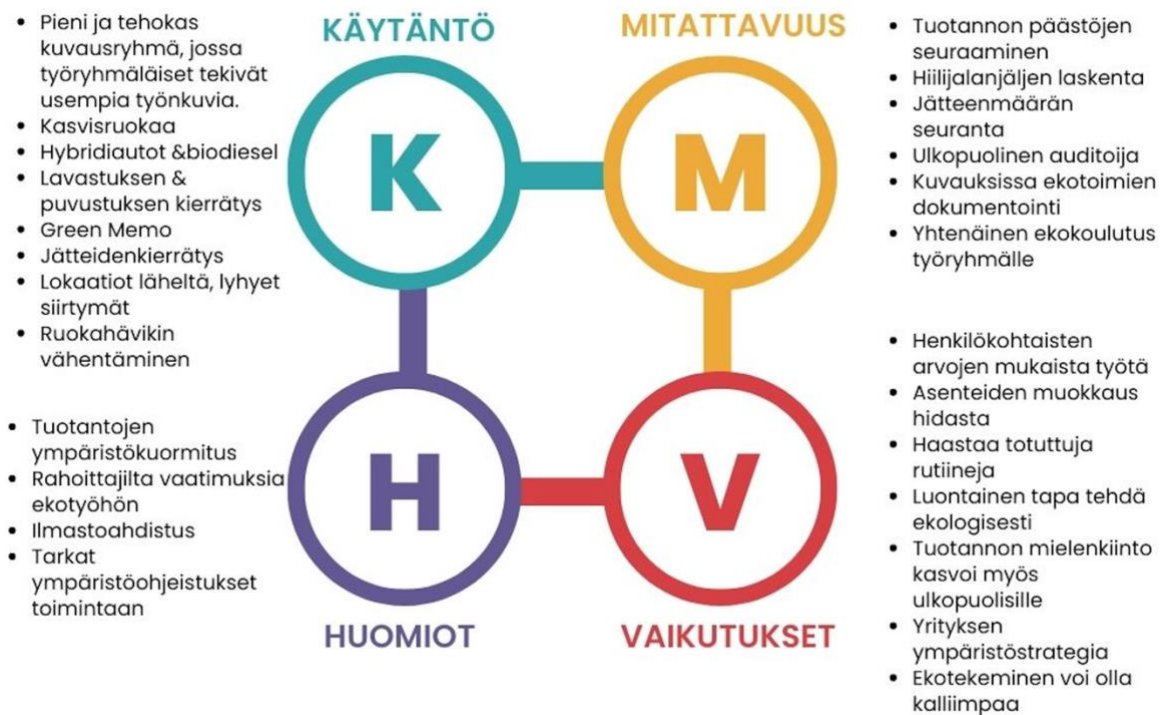 KÄYTÄNTÖ
K
• Pieni ja tehokas
kuvausryhmä, jossa
työryhmäläiset tekivät
usempia työnkuvia.
• Kasvisruokaa
• Hybridiautot &biodiesel
• Lavastuksen &
puvustuksen kierrätys
• Green Memo
• Jätteidenkierrätys
• Lokaatiot läheltä, lyhyet
siirtymät
• Ruokahävikin
vähentäminen
MITATTAVUUS
M
• Tuotannon päästöjen
seuraaminen
• Hiilijalanjäljen laskenta
• Jätteenmäärän
seuranta
• Ulkopuolinen auditoija
• Kuvauksissa ekotoimien
dokumentointi
• Yhtenäinen ekokoulutus
työryhmälle
• Tuotantojen
ympäristökuormitus
• Rahoittajilta vaatimuksia
ekotyöhön
• Ilmastoahdistus
• Tarkat
ympäristöohjeistukset
toimintaan
H
HUOMIOT
V
VAIKUTUKSET
• Henkilökohtaisten
arvojen mukaista työtä
• Asenteiden muokkaus
hidasta
• Haastaa totuttuja
rutiineja
• Luontainen tapa tehdä
ekologisesti
• Tuotannon mielenkiinto
kasvoi myös
ulkopuolisille
• Yrityksen
ympäristöstrategia
• Ekotekeminen voi olla
kalliimpaa